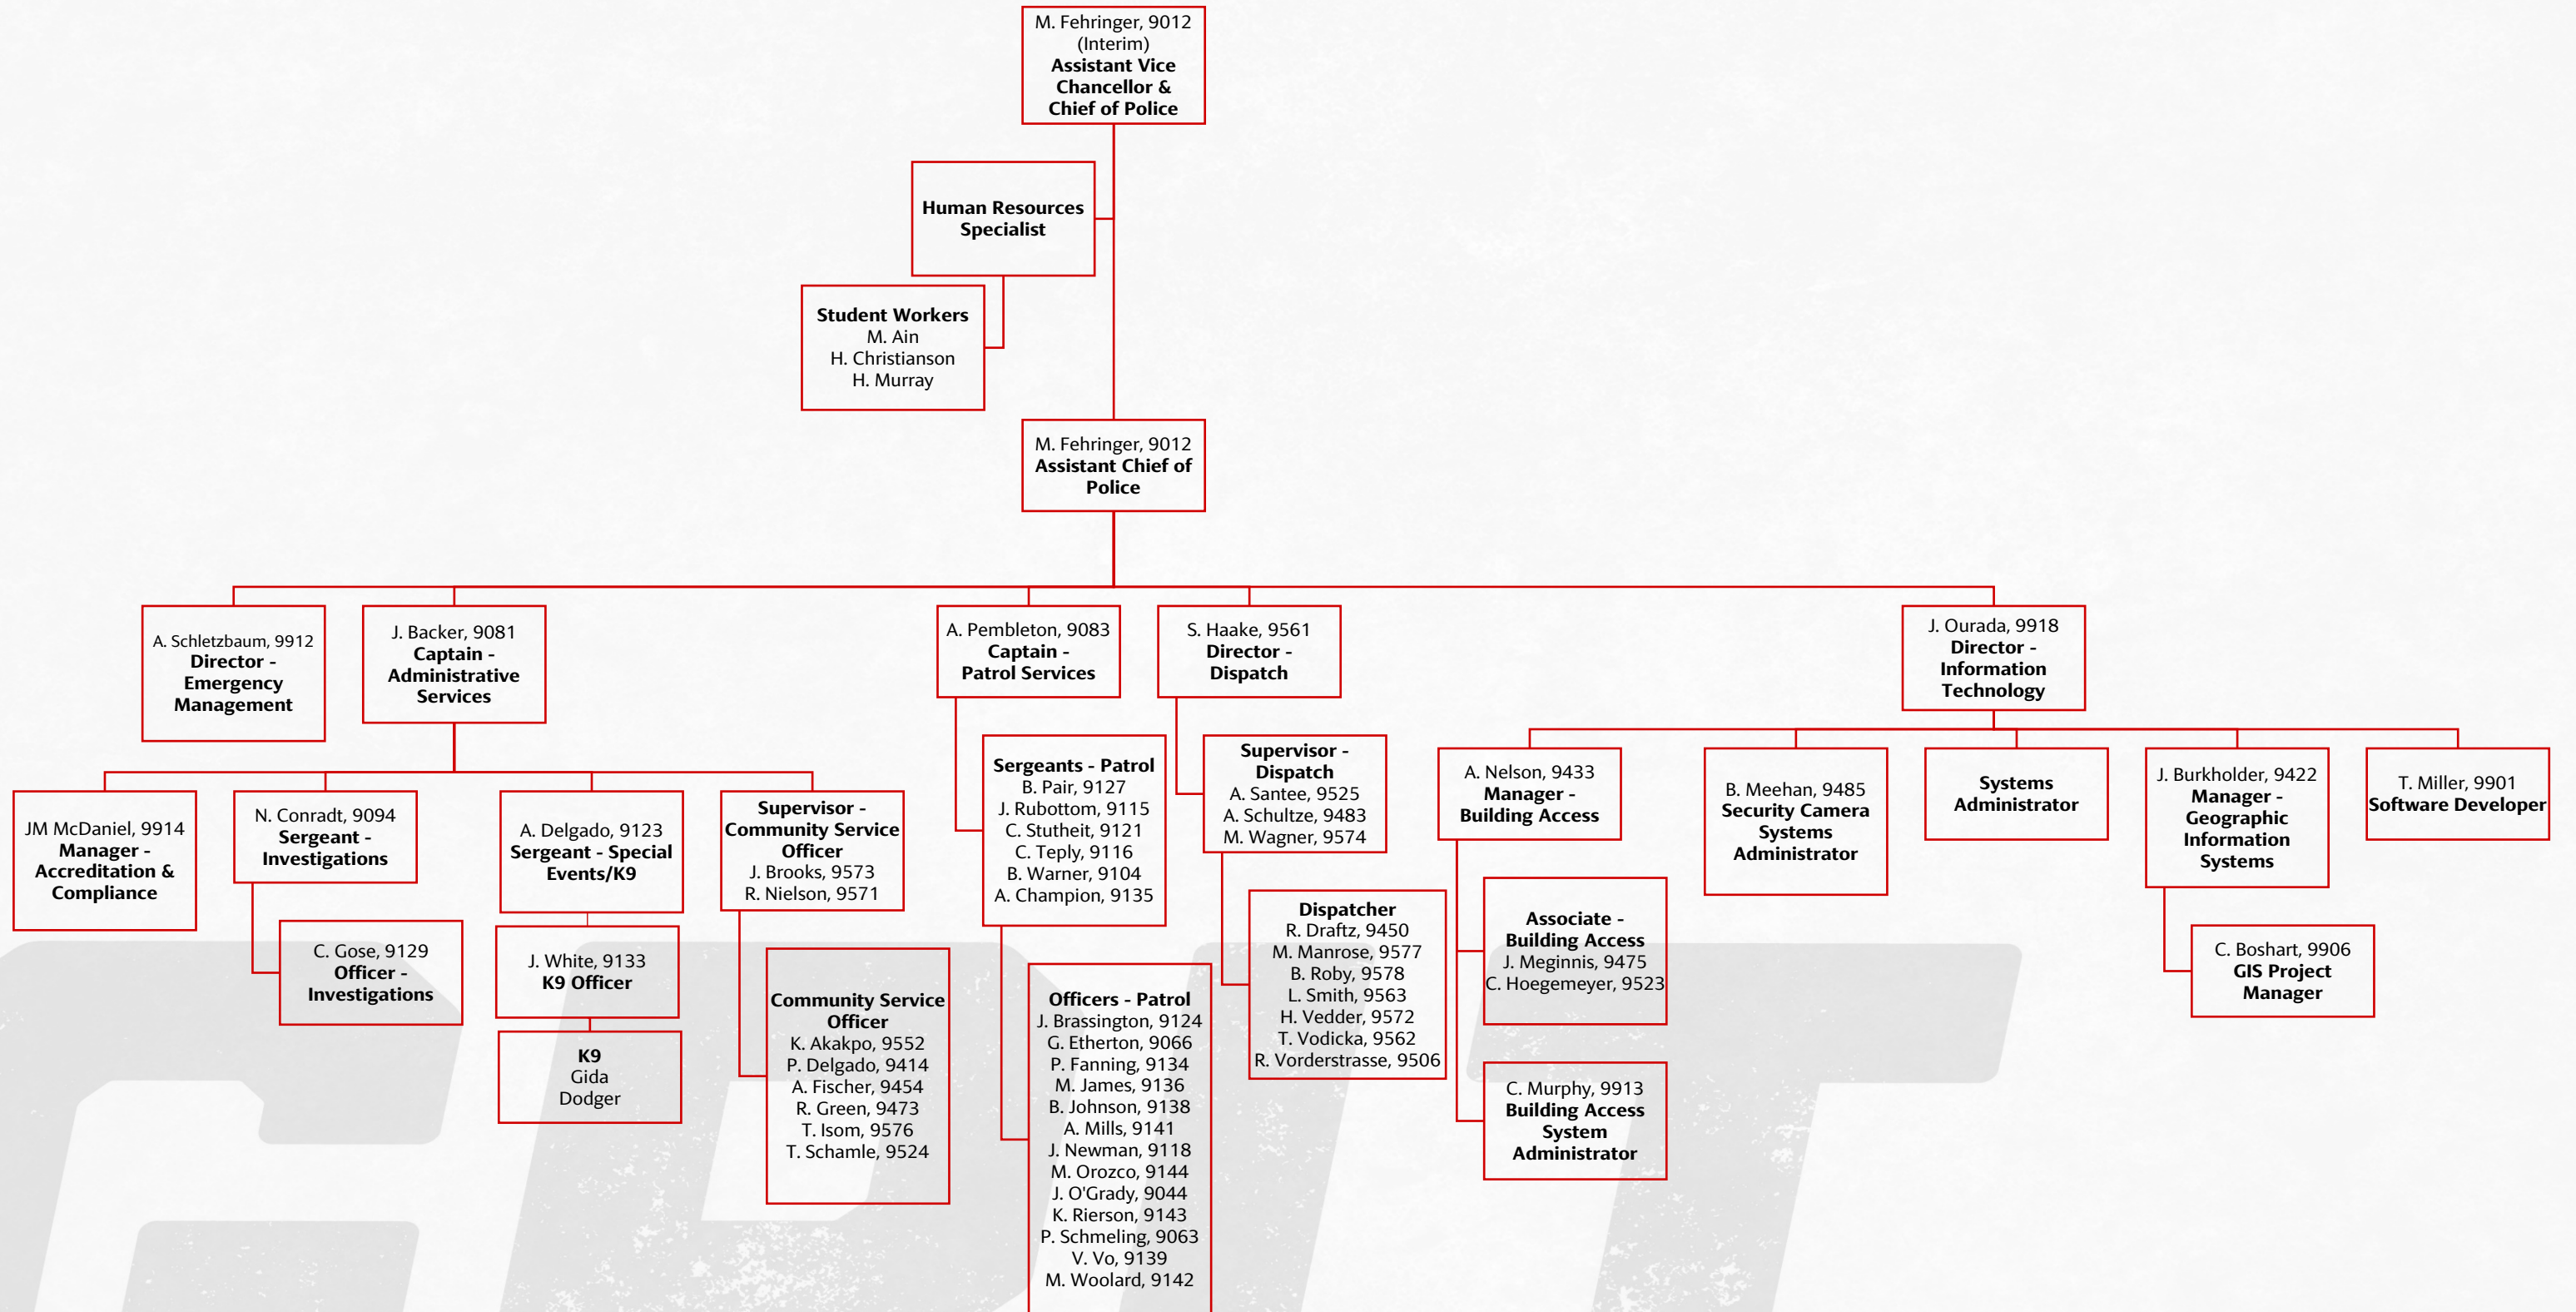 M. Fehringer, 9012
(Interim)
Assistant Vice
Chancellor &
Chief of Police
Human Resources
Specialist
Student Workers
M. Ain
H. Christianson
H. Murray
M. Fehringer, 9012
Assistant Chief of
Police
A. Schletzbaum, 9912
Director -
Emergency
Management
J. Backer, 9081
Captain -
Administrative
Services
A. Pembleton, 9083
Captain -
Patrol Services
S. Haake, 9561
Director -
Dispatch
J. Ourada, 9918
Director -
Information
Technology
JM McDaniel, 9914
Manager -
Accreditation &
Compliance
N. Conradt, 9094
Sergeant -
Investigations
C. Gose, 9129
Officer -
Investigations
A. Delgado, 9123
Sergeant - Special
Events/K9
J. White, 9133
K9 Officer
K9
Gida
Dodger
Supervisor -
Community Service
Officer
J. Brooks, 9573
R. Nielson, 9571
Community Service
Officer
K. Akakpo, 9552
P. Delgado, 9414
A. Fischer, 9454
R. Green, 9473
T. Isom, 9576
T. Schamle, 9524
Sergeants - Patrol
B. Pair, 9127
J. Rubottom, 9115
C. Stutheit, 9121
C. Teply, 9116
B. Warner, 9104
A. Champion, 9135
Officers - Patrol
J. Brassington, 9124
G. Etherton, 9066
P. Fanning, 9134
M. James, 9136
B. Johnson, 9138
A. Mills, 9141
J. Newman, 9118
M. Orozco, 9144
J. O'Grady, 9044
K. Rierson, 9143
P. Schmeling, 9063
V. Vo, 9139
M. Woolard, 9142
Supervisor -
Dispatch
A. Santee, 9525
A. Schultze, 9483
M. Wagner, 9574
Dispatcher
R. Draftz, 9450
M. Manrose, 9577
B. Roby, 9578
L. Smith, 9563
H. Vedder, 9572
T. Vodicka, 9562
R. Vorderstrasse, 9506
A. Nelson, 9433
Manager -
Building Access
Associate -
Building Access
J. Meginnis, 9475
C. Hoegemeyer, 9523
C. Murphy, 9913
Building Access
System
Administrator
B. Meehan, 9485
Security Camera
Systems
Administrator
Systems
Administrator
J. Burkholder, 9422
Manager -
Geographic
Information
Systems
C. Boshart, 9906
GIS Project
Manager
T. Miller, 9901
Software Developer